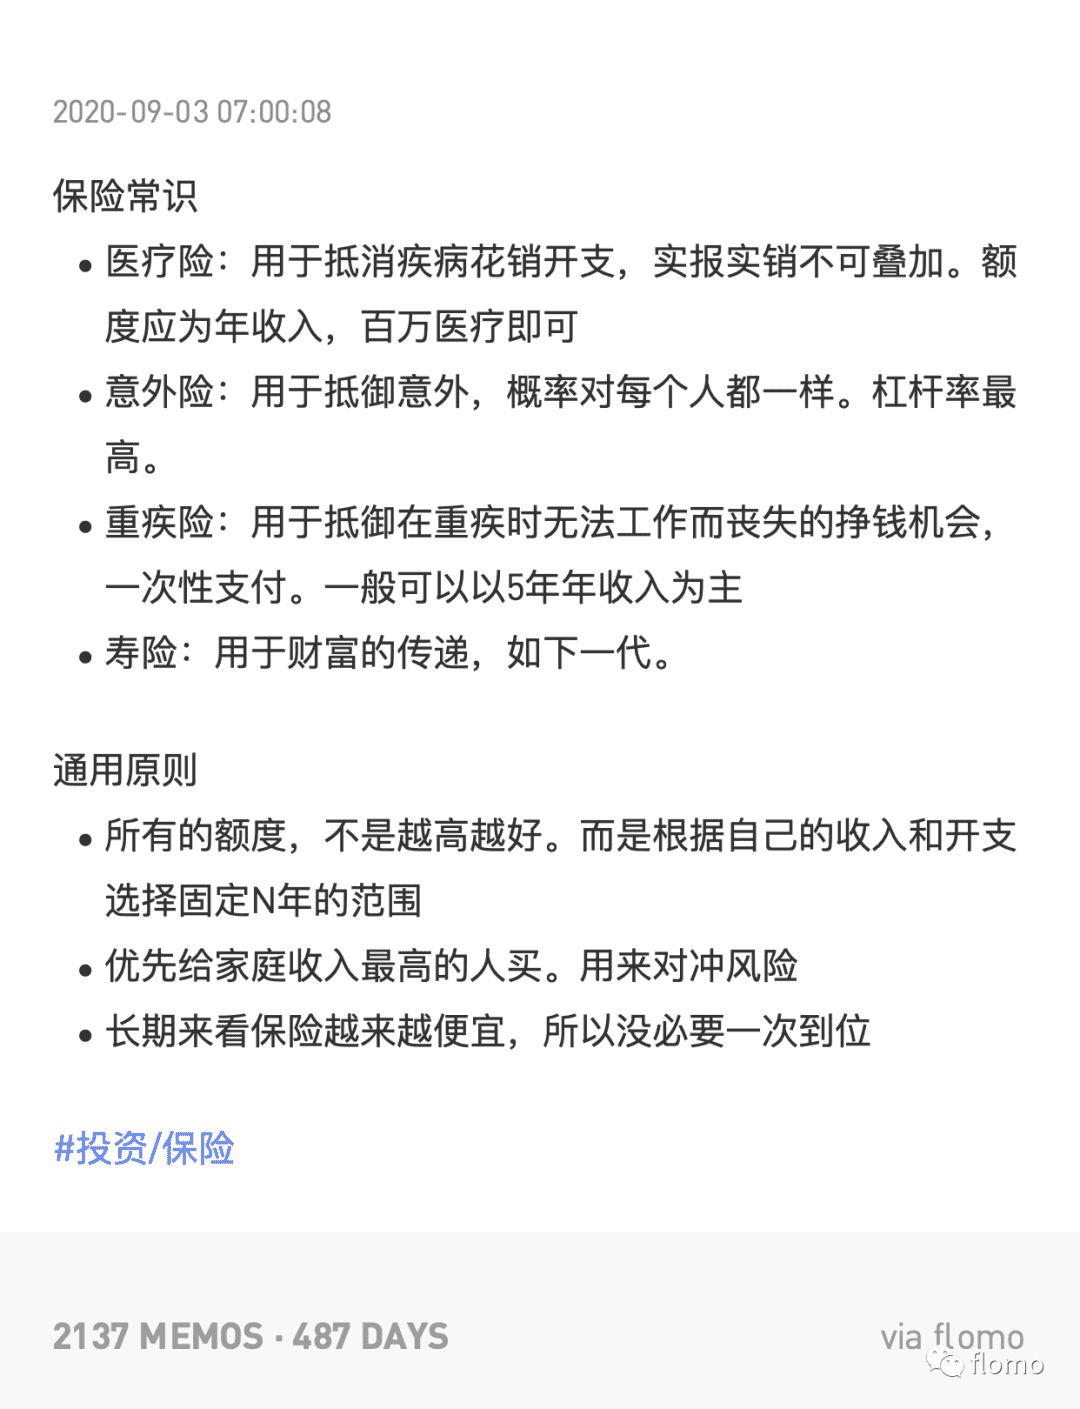 2020-09-03 07:00:08
保险常识
• 医疗险：用于抵消疾病花销开支，实报实销不可叠加。额
度应为年收入，百万医疗即可
• 意外险：用于抵御意外，概率对每个人都一样。杠杆率最
高。
• 重疾险：用于抵御在重疾时无法工作而丧失的挣钱机会，
一次性支付。一般可以以5年年收入为主
• 寿险：用于财富的传递，如下一代。
通用原则
• 所有的额度，不是越高越好。而是根据自己的收入和开支
选择固定N年的范围
• 优先给家庭收入最高的人买。用来对冲风险
• 长期来看保险越来越便宜，所以没必要一次到位
#投资/保险
2137 MEMOS · 487 DAYS
via flomo
flomo